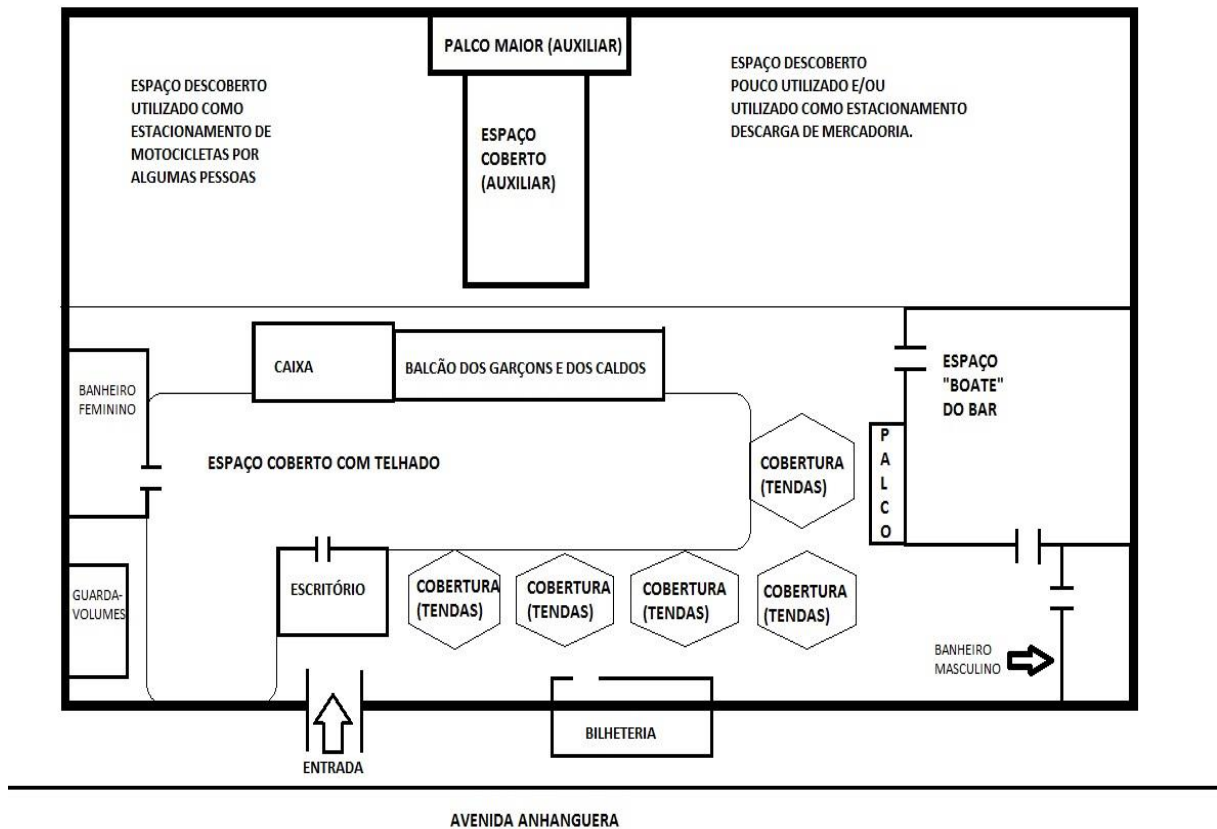 PALCO MAIOR (AUXILIAR)
ESPAÇO DESCOBERTO
UTILIZADO COMO
ESTACIONAMENTO DE
MOTOCICLETAS POR
ALGUMAS PESSOAS
ESPAÇO
COBERTO
(AUXILIAR)
ESPAÇO DESCOBERTO
POUCO UTILIZADO E/OU
UTILIZADO COMO ESTACIONAMENTO
DESCARGA DE MERCADORIA.
CAIXA
BALCÃO DOS GARÇONS E DOS CALDOS
ESPAÇO
"BOATE"
DO BAR
BANHEIRO
FEMININO
ESPAÇO COBERTO COM TELHADO
COBERTURA
(TENDAS)
P
A
L
C
O
GUARDA-
VOLUMES
ESCRITÓRIO
COBERTURA
(TENDAS)
COBERTURA
(TENDAS)
COBERTURA
(TENDAS)
COBERTURA
(TENDAS)
BANHEIRO
MASCULINO
BILHETERIA
ENTRADA
AVENIDA ANHANGUERA